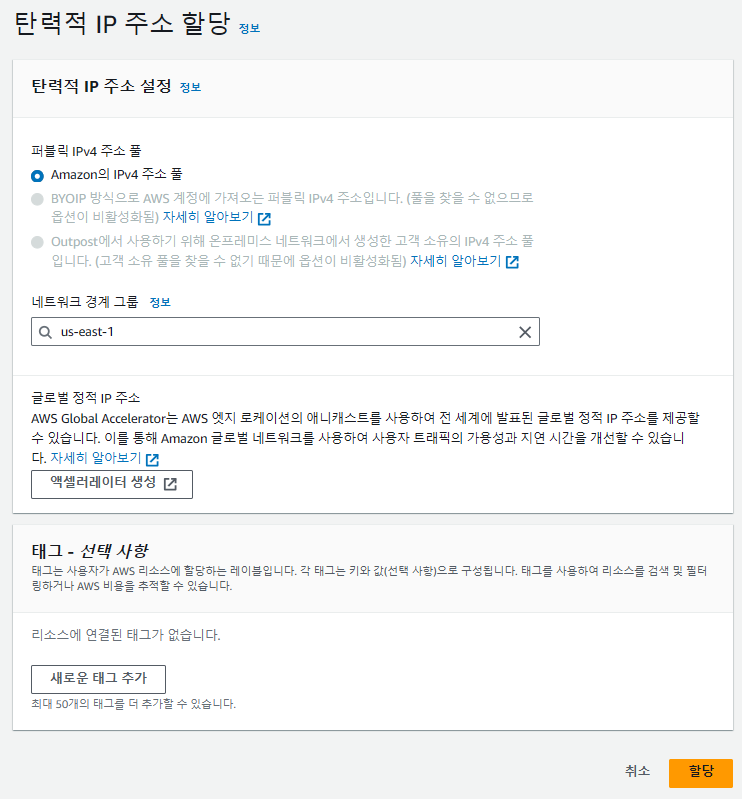 탄력적 IP 주소 할당 정보
탄력적 IP 주소 설정 정보
퍼블릭 IPv4 주소 풀
Amazon의 IPv4 주소 풀
BYOIP 방식으로 AWS 계정에 가져오는 퍼블릭 IPv4 주소입니다. (풀을 찾을 수 없으므로
옵션이 비활성화됨) 자세히 알아보기
Outpost에서 사용하기 위해 온프레미스 네트워크에서 생성한 고객 소유의 IPv4 주소 풀
입니다. (고객 소유 풀을 찾을 수 없기 때문에 옵션이 비활성화됨) 자세히 알아보기
네트워크 경계 그룹 정보
us-east-1
글로벌 정적 IP 주소
AWS Global Accelerator는 AWS 엣지 로케이션의 애니캐스트를 사용하여 전 세계에 발표된 글로벌 정적 IP 주소를 제공할
수 있습니다. 이를 통해 Amazon 글로벌 네트워크를 사용하여 사용자 트래픽의 가용성과 지연 시간을 개선할 수 있습니
다. 자세히 알아보기
액셀러레이터 생성
태그 - 선택 사항
태그는 사용자가 AWS 리소스에 할당하는 레이블입니다. 각 태그는 키와 값(선택 사항)으로 구성됩니다. 태그를 사용하여 리소스를 검색 및 필터
링하거나 AWS 비용을 추적할 수 있습니다.
리소스에 연결된 태그가 없습니다.
새로운 태그 추가
최대 50개의 태그를 더 추가할 수 있습니다.
취소 할당